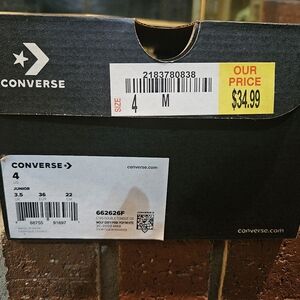 CONVERSE
2183780838
SIZE
4 M
OUR
PRICE
$34.99
CONVERSE
converse.com
4
JUNIOR
3.5 36 22
662626F
converse.com